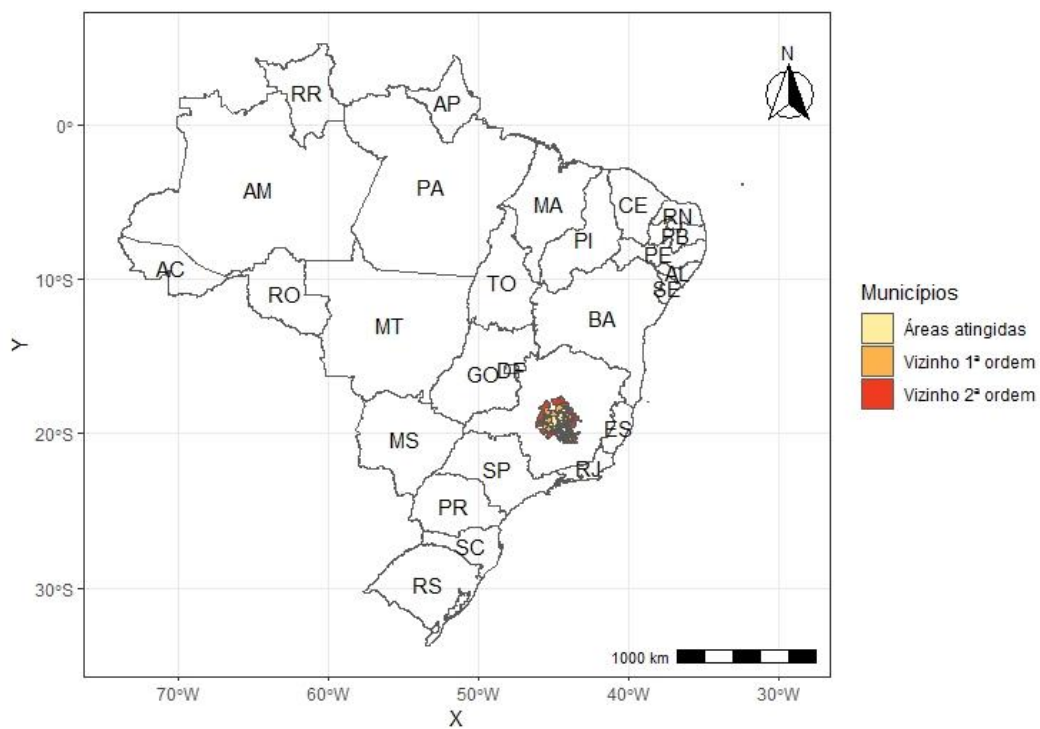 N
RR
AP
0°
AM
PA
MA
CE
RN
PB
PI
PE
AC
AL
10°S
TO
SE
RO
BA
MT
GO
DF
20°S
ES
MS
SP
RJ
PR
SC
RS
30°S
1000 km
70°W
60°W
50°W
40°W
30°W
X
Y
Municípios
Áreas atingidas
Vizinho 1ª ordem
Vizinho 2ª ordem